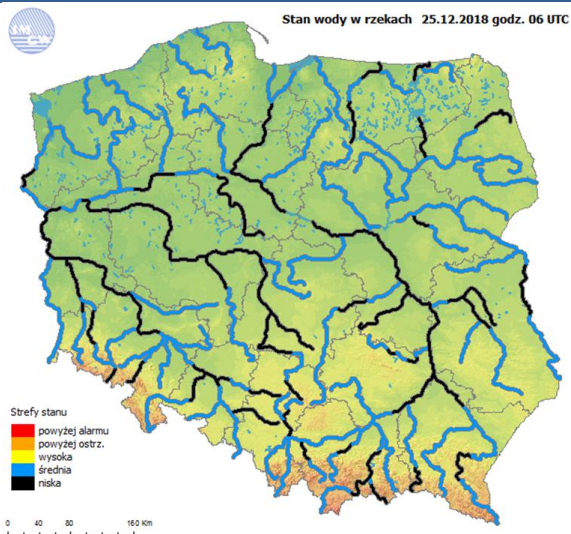 Stan wody w rzekach 25.12.2018 godz. 06 UTC
Strefy stanu
powyżej alarmu
powyżej ostrz.
wysoka
średnia
niska
0 40 80 160 Km